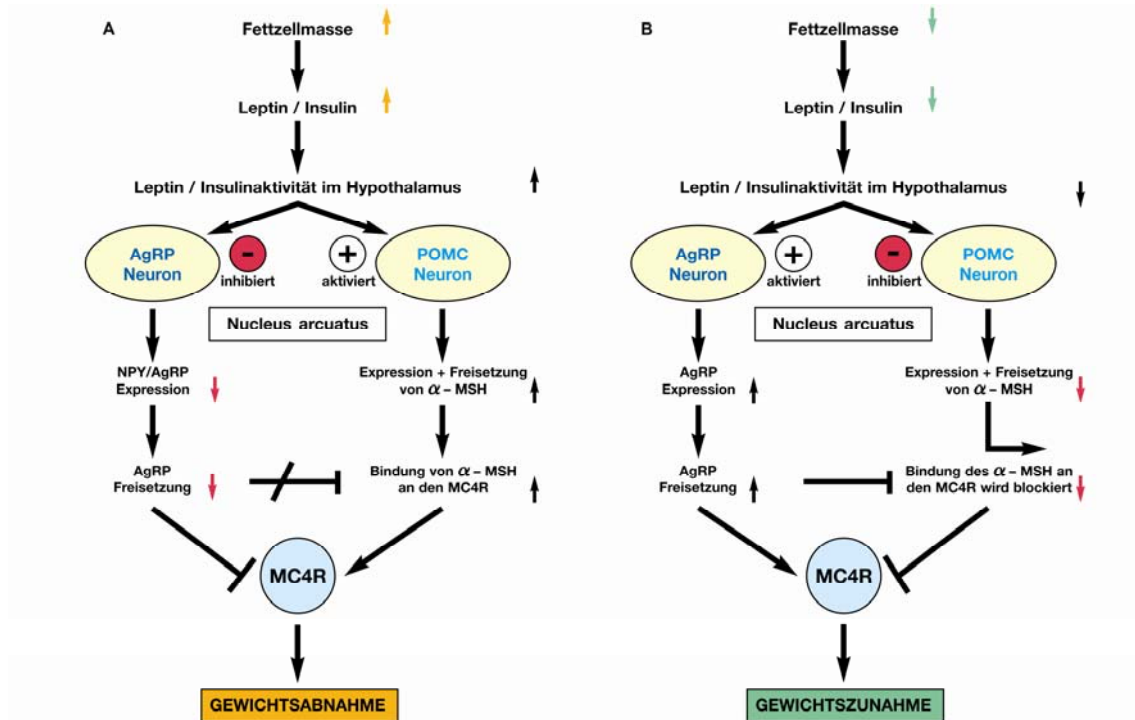 A
Fettzellmasse
Leptin / Insulin
Leptin / Insulinaktivität im Hypothalamus
AgRP
Neuron
-
inhibiert
+
aktiviert
POMC
Neuron
Nucleus arcuatus
NPY/AgRP
Expression
Expression + Freisetzung
von α – MSH
AgRP
Freisetzung
Bindung von α – MSH
an den MC4R
MC4R
GEWICHTSABNAHME
B
Fettzellmasse
Leptin / Insulin
Leptin / Insulinaktivität im Hypothalamus
AgRP
Neuron
+
aktiviert
-
inhibiert
POMC
Neuron
Nucleus arcuatus
AgRP
Expression
Expression + Freisetzung
von α – MSH
AgRP
Freisetzung
Bindung des α – MSH an
den MC4R wird blockiert
MC4R
GEWICHTSZUNAHME